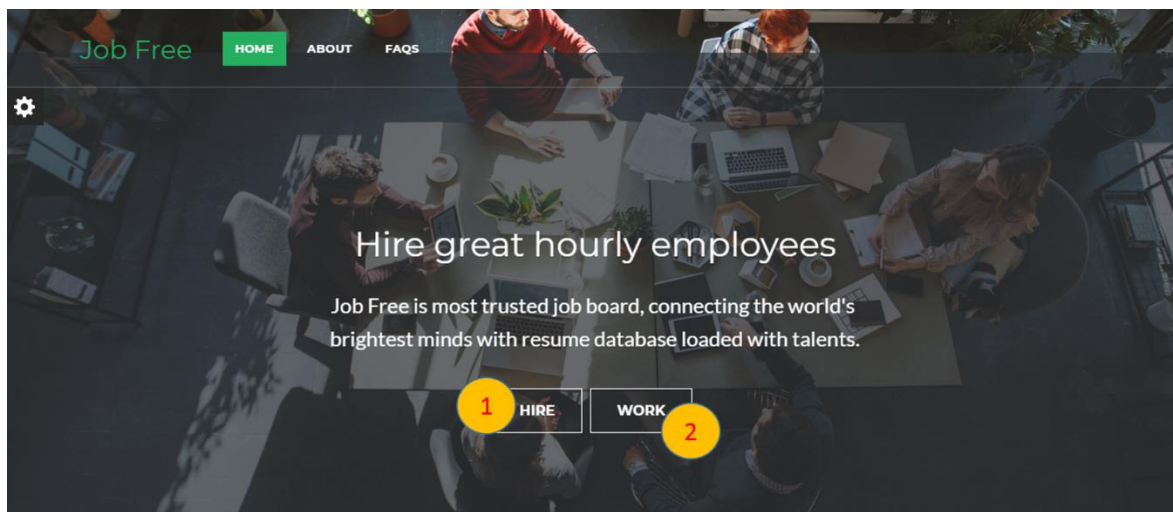 Job Free
HOME ABOUT FAQS
Hire great hourly employees
Job Free is most trusted job board, connecting the world's
brightest minds with resume database loaded with talents.
1 HIRE WORK 2